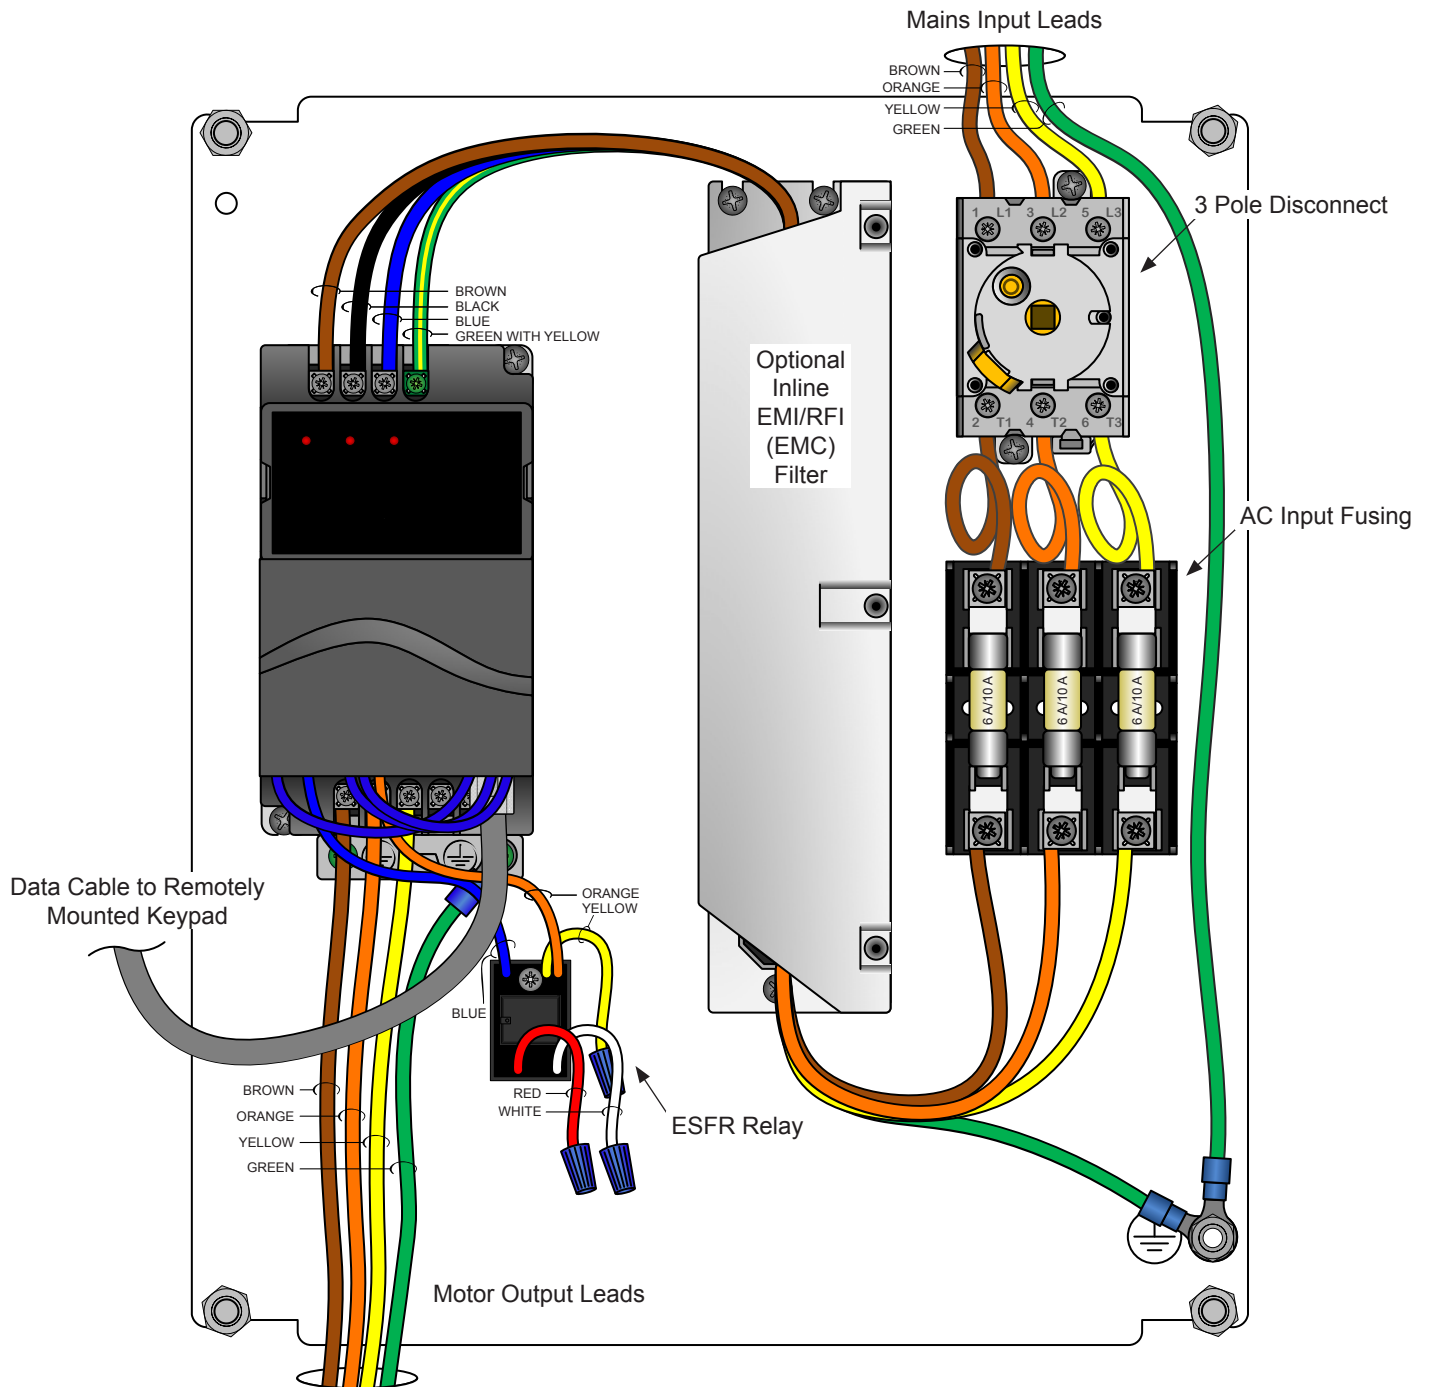 Mains Input Leads
BROWN
ORANGE
YELLOW
GREEN
3 Pole Disconnect
1 L1 3 L2 5 L3
2 T1 4 T2 6 T3
BROWN
BLACK
BLUE
GREEN WITH YELLOW
Optional
Inline
EMI/RFI
(EMC)
Filter
AC Input Fusing
6 A/10 A
6 A/10 A
6 A/10 A
Data Cable to Remotely
Mounted Keypad
ORANGE
YELLOW
BLUE
RED
WHITE
ESFR Relay
BROWN
ORANGE
YELLOW
GREEN
Motor Output Leads